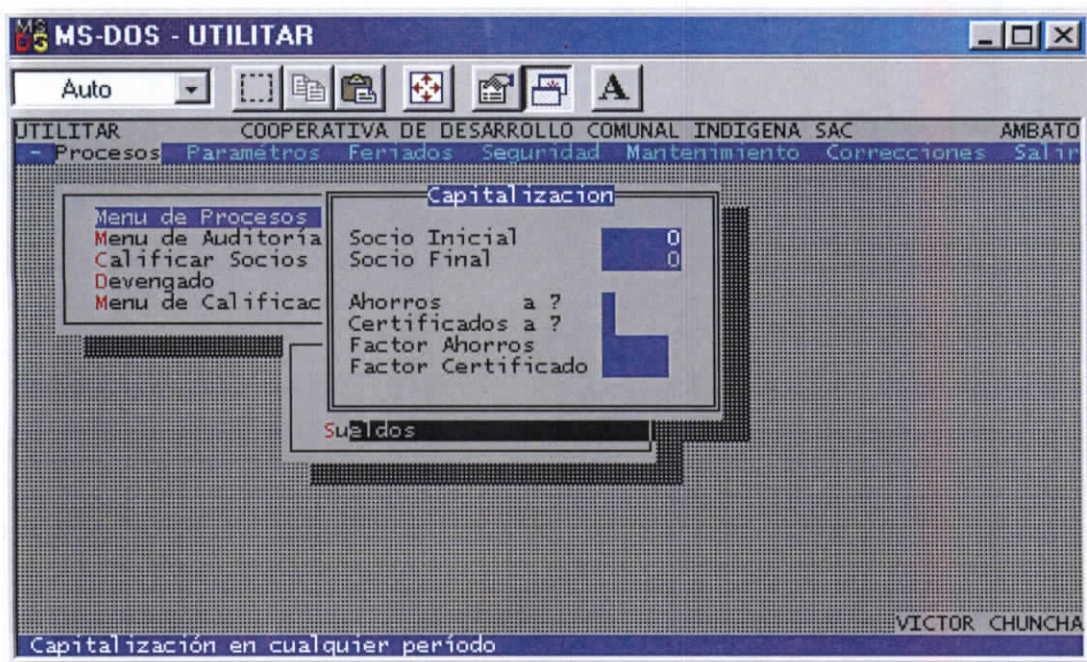 MS-DOS - UTILITAR
Auto
A
UTILITAR COOPERATIVA DE DESARROLLO COMUNAL INDIGENA SAC AMBATO
- Procesos Paramétros Feriados Seguridad Mantenimiento Correcciones Salir
Menu de Procesos
Menu de Auditoría
Calificar Socios
Devengado
Menu de Calificac
Capitalizacion
Socio Inicial 0
Socio Final 0
Ahorros a ?
Certificados a ?
Factor Ahorros
Factor Certificado
Sueldos
VICTOR CHUNCHA
Capitalización en cualquier período